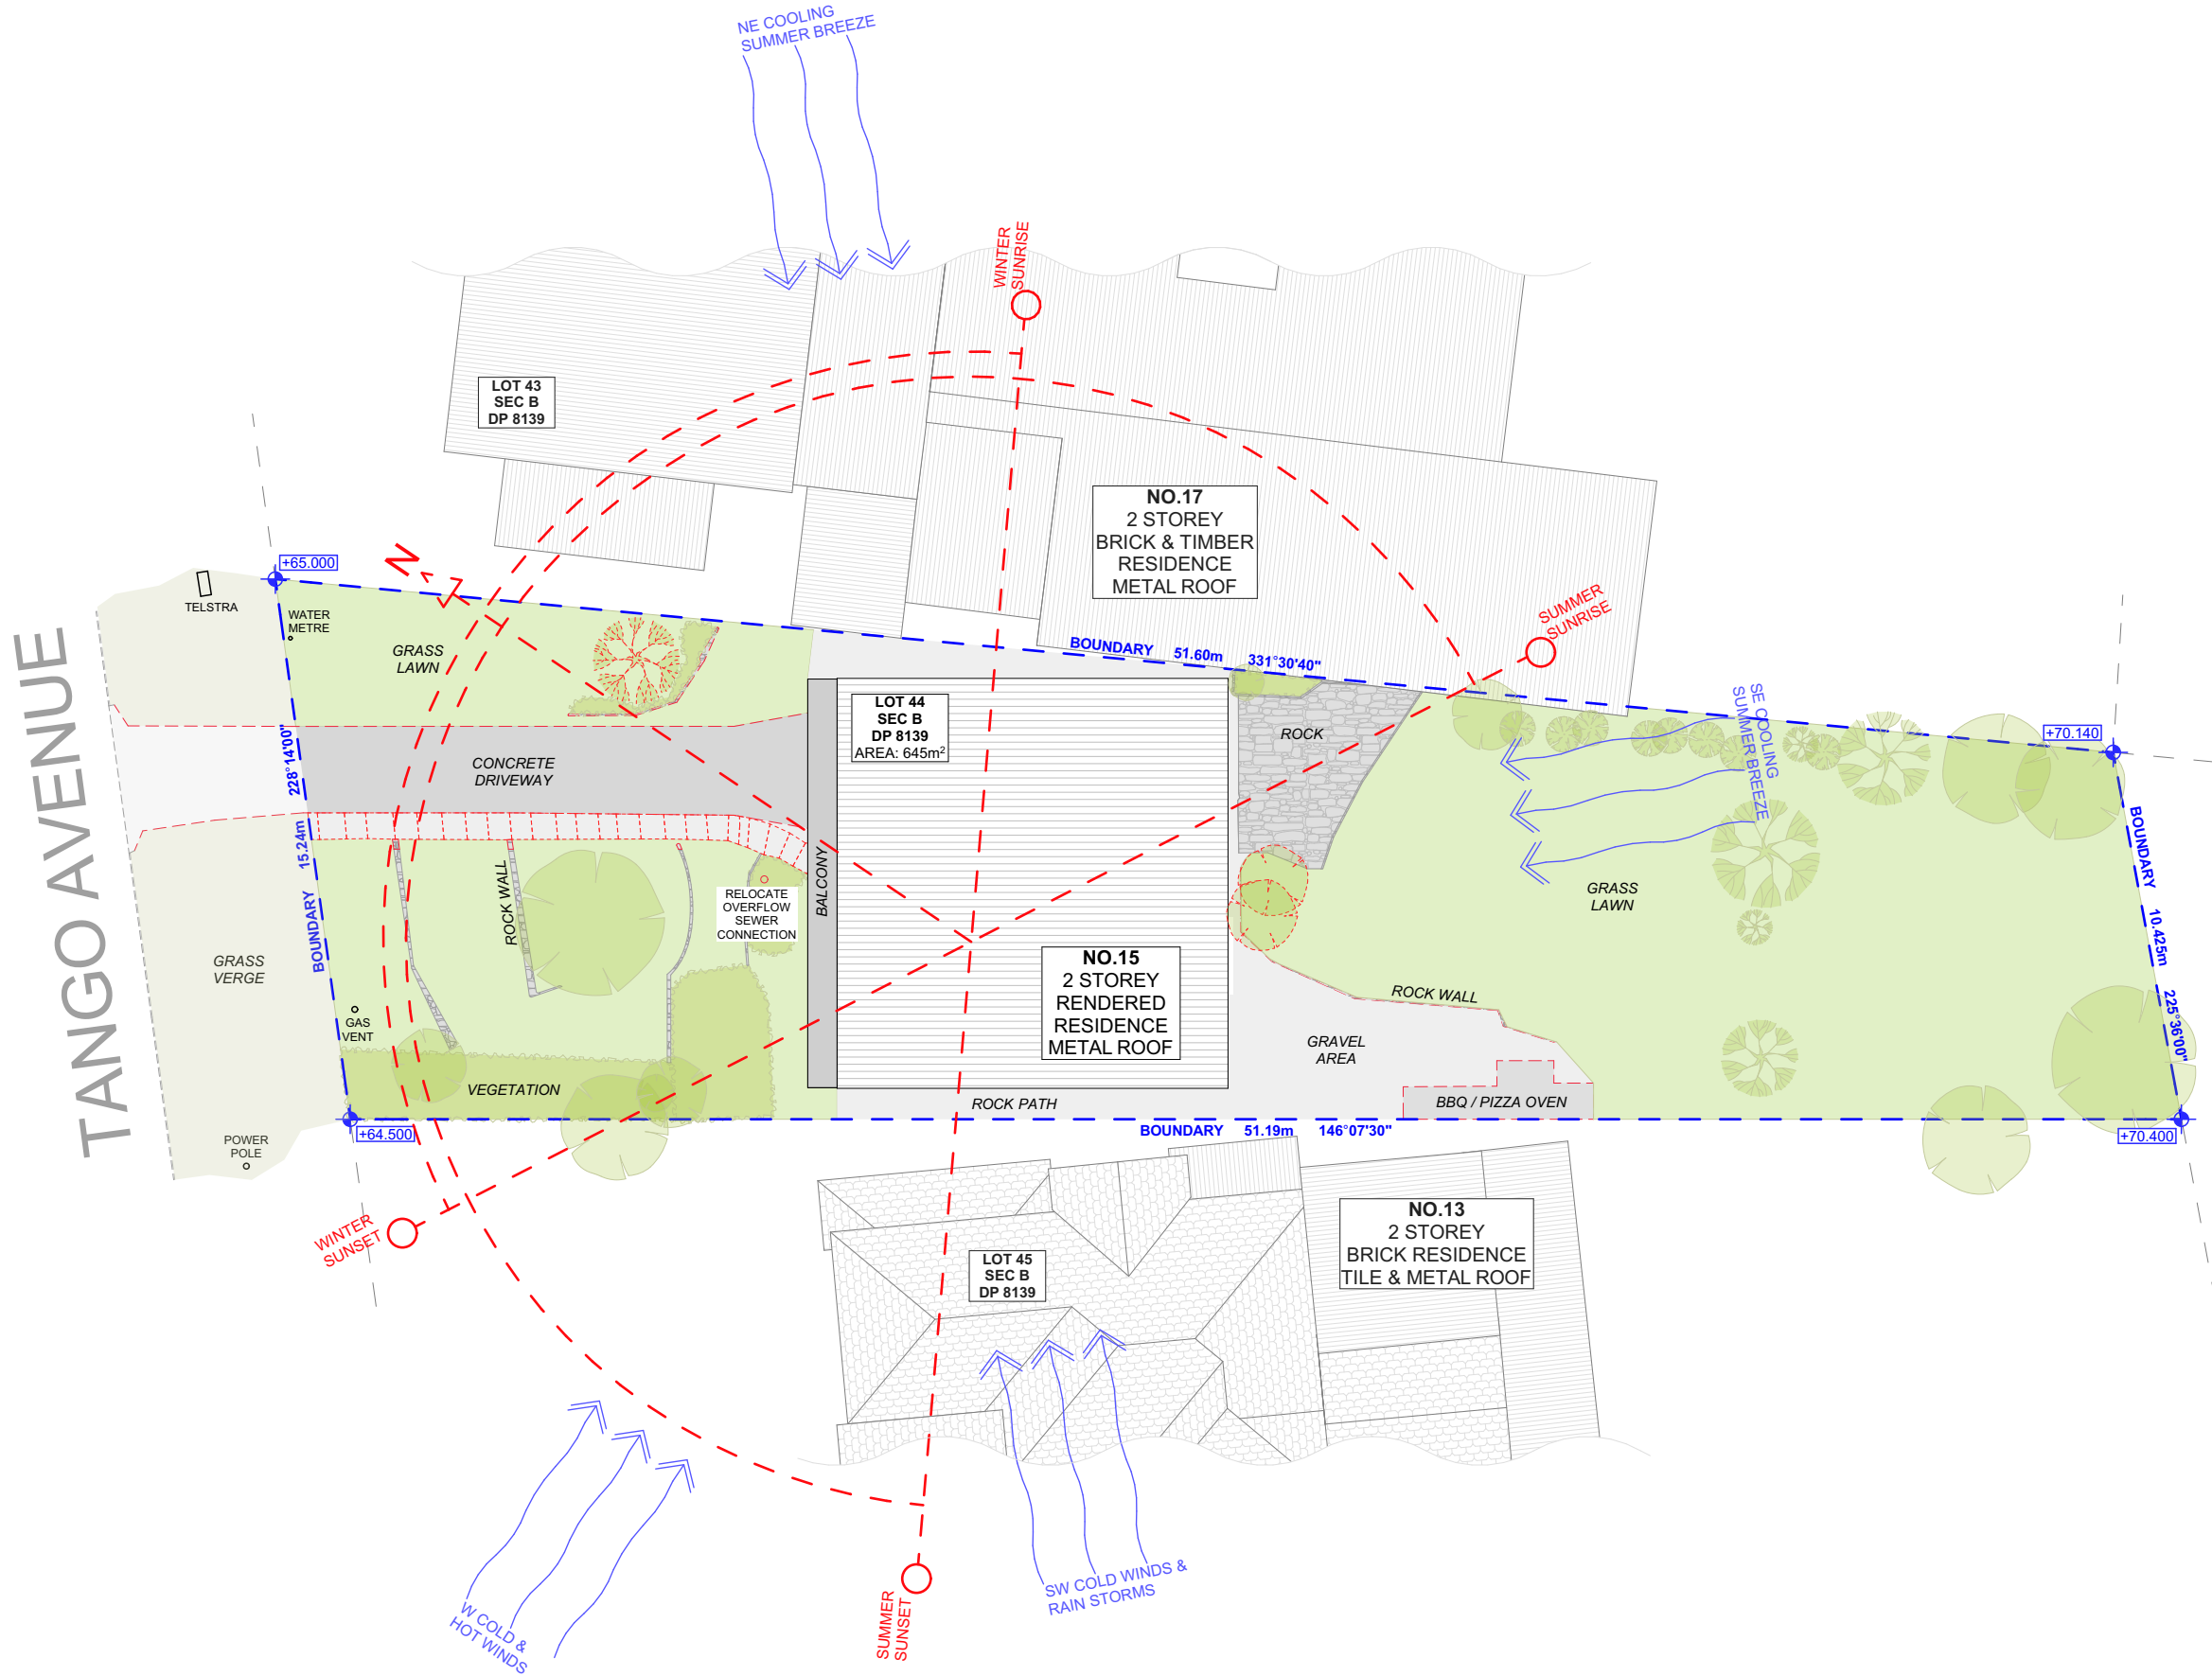 NE COOLING
SUMMER BREEZE
WINTER
SUNRISE
LOT 43
SEC B
DP 8139
NO.17
2 STOREY
BRICK & TIMBER
RESIDENCE
METAL ROOF
N
+65.000
TELSTRA
WATER
METRE
GRASS
LAWN
SUMMER
SUNRISE
BOUNDARY 51.60m 331°30'40"
TANGO AVENUE
BOUNDARY 15.24m 228°14'00"
CONCRETE
DRIVEWAY
LOT 44
SEC B
DP 8139
AREA: 645m²
ROCK
SE COOLING
SUMMER BREEZE
+70.140
BOUNDARY 10.425m 225°36'00"
BALCONY
ROCK WALL
RELOCATE
OVERFLOW
SEWER
CONNECTION
GRASS
LAWN
GRASS
VERGE
NO.15
2 STOREY
RENDERED
RESIDENCE
METAL ROOF
ROCK WALL
GAS
VENT
GRAVEL
AREA
VEGETATION
ROCK PATH
BBQ / PIZZA OVEN
+64.500
BOUNDARY 51.19m 146°07'30"
+70.400
POWER
POLE
WINTER
SUNSET
LOT 45
SEC B
DP 8139
NO.13
2 STOREY
BRICK RESIDENCE
TILE & METAL ROOF
W COLD &
HOT WINDS
SUMMER
SUNSET
SW COLD WINDS &
RAIN STORMS